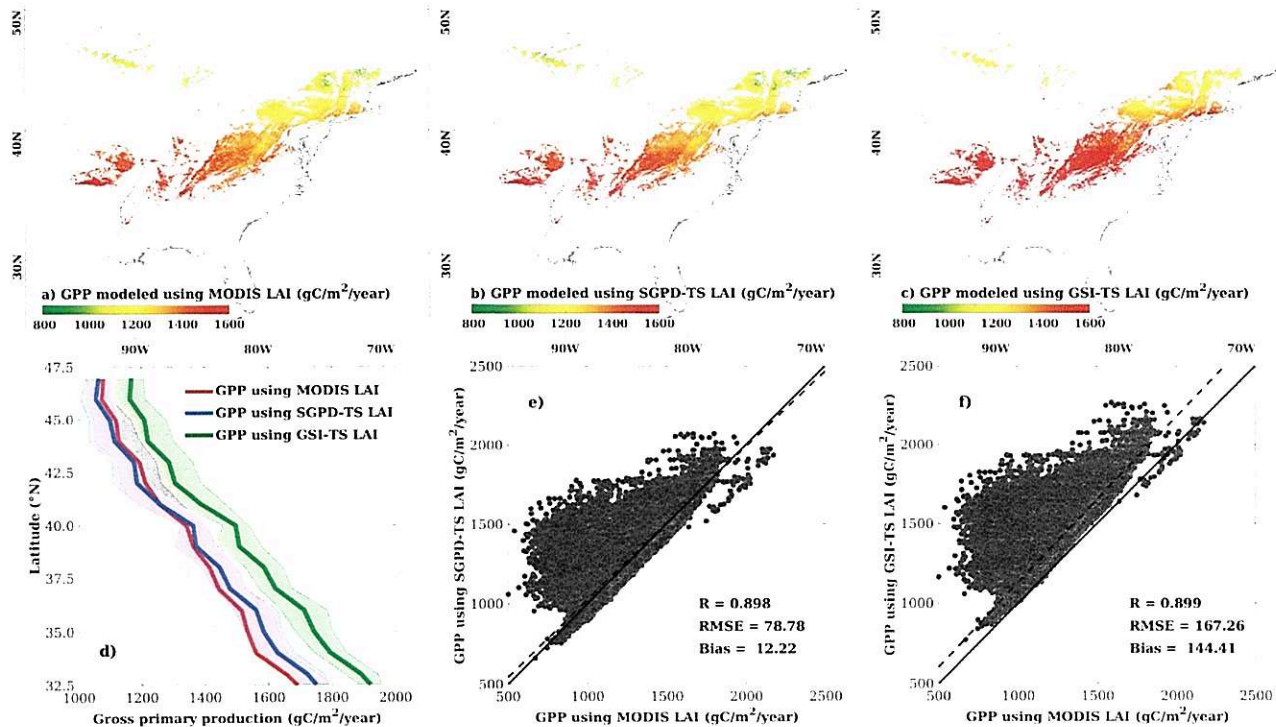 50N
40N
30N
a) GPP modeled using MODIS LAI (gC/m²/year)
800 1000 1200 1400 1600
90W 80W 70W
50N
40N
30N
b) GPP modeled using SGPD-TS LAI (gC/m²/year)
800 1000 1200 1400 1600
90W 80W 70W
50N
40N
30N
c) GPP modeled using GSI-TS LAI (gC/m²/year)
800 1000 1200 1400 1600
90W 80W 70W
47.5
45.0
42.5
40.0
37.5
35.0
32.5
Latitude (°N)
GPP using MODIS LAI
GPP using SGPD-TS LAI
GPP using GSI-TS LAI
d)
1000 1200 1400 1600 1800 2000
Gross primary production (gC/m²/year)
2500
2000
1500
1000
500
GPP using SGPD-TS LAI (gC/m²/year)
e)
R = 0.898
RMSE = 78.78
Bias = 12.22
500 1000 1500 2000 2500
GPP using MODIS LAI (gC/m²/year)
2500
2000
1500
1000
500
GPP using GSI-TS LAI (gC/m²/year)
f)
R = 0.899
RMSE = 167.26
Bias = 144.41
500 1000 1500 2000 2500
GPP using MODIS LAI (gC/m²/year)